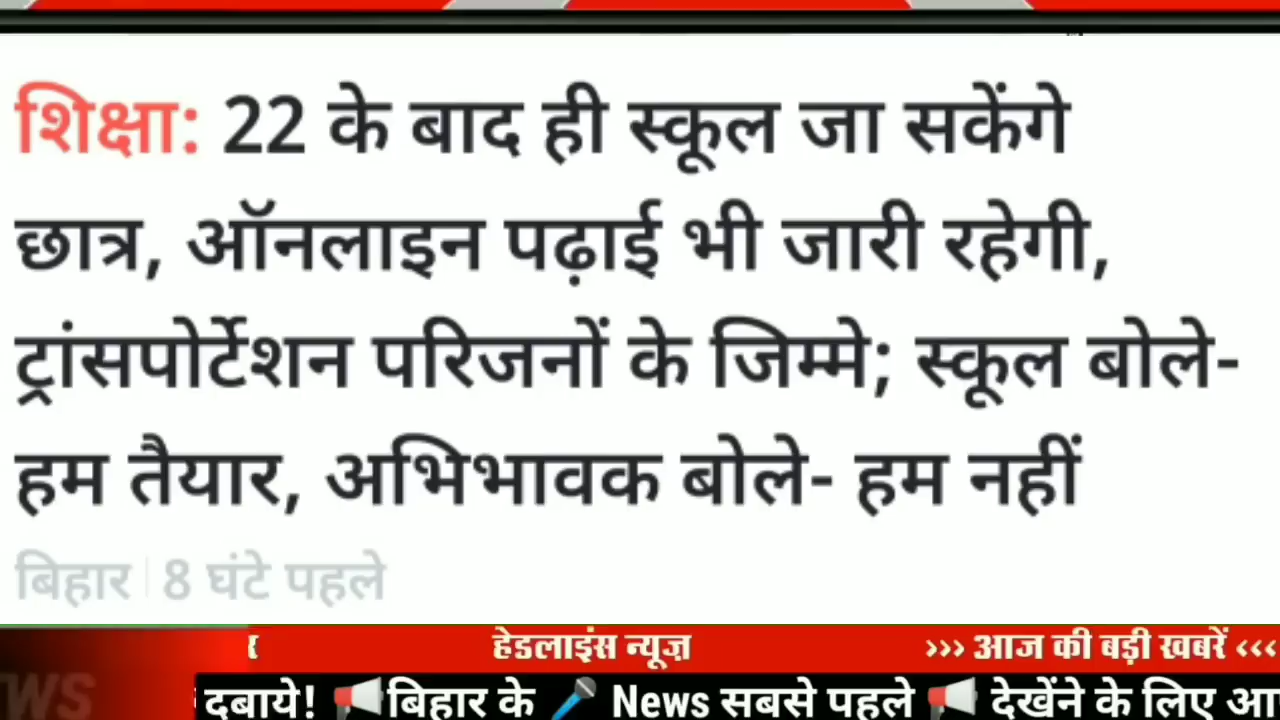 शिक्षा: 22 के बाद ही स्कूल जा सकेंगे
छात्र, ऑनलाइन पढ़ाई भी जारी रहेगी,
ट्रांसपोर्टेशन परिजनों के जिम्मे; स्कूल बोले-
हम तैयार, अभिभावक बोले- हम नहीं
बिहार | 8 घंटे पहले
हेडलाइंस न्यूज़ >>> आज की बड़ी खबरें <<<
दबाये! 📢बिहार के 🎤 News सबसे पहले 📢 देखेंने के लिए